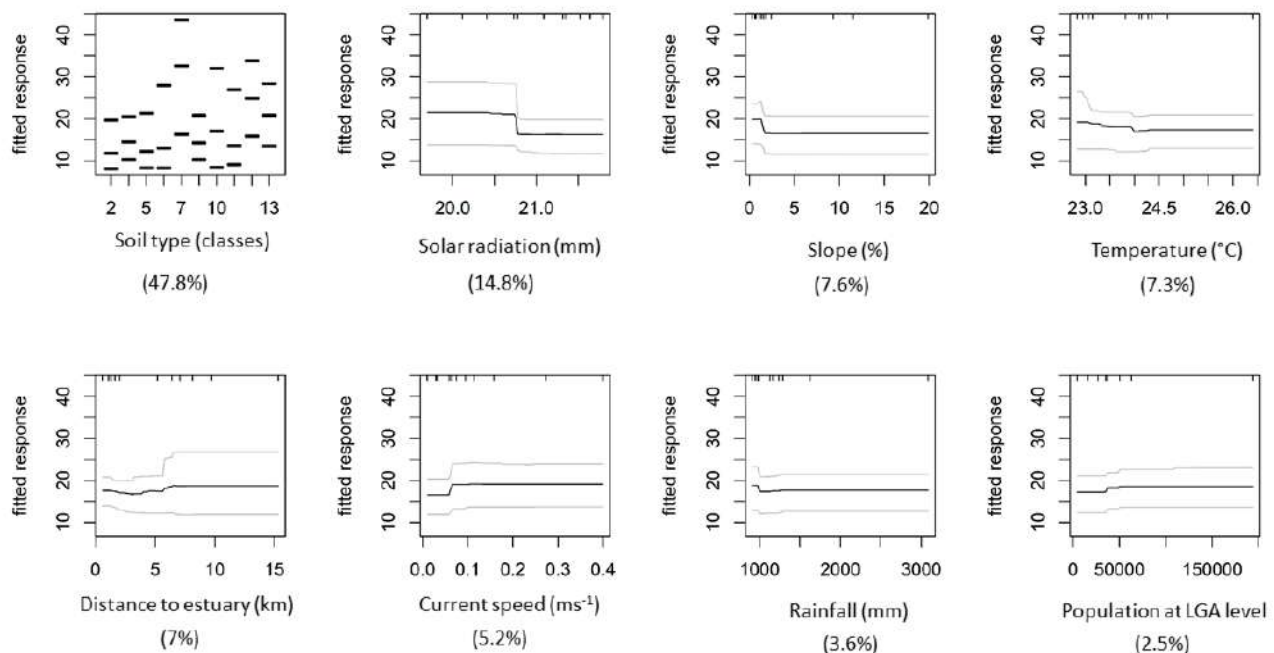 fitted response
40
30
20
10
2 5 7 10 13
Soil type (classes)
(47.8%)
fitted response
40
30
20
10
20.0 21.0
Solar radiation (mm)
(14.8%)
fitted response
40
30
20
10
0 5 10 15 20
Slope (%)
(7.6%)
fitted response
40
30
20
10
23.0 24.5 26.0
Temperature (°C)
(7.3%)
fitted response
40
30
20
10
0 5 10 15
Distance to estuary (km)
(7%)
fitted response
40
30
20
10
0.0 0.1 0.2 0.3 0.4
Current speed (ms⁻¹)
(5.2%)
fitted response
40
30
20
10
1000 2000 3000
Rainfall (mm)
(3.6%)
fitted response
40
30
20
10
0 50000 150000
Population at LGA level
(2.5%)